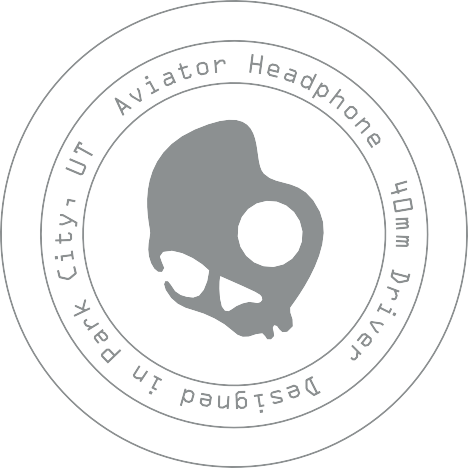 Aviator Headphone
40mm Driver
Designed in Park City, UT